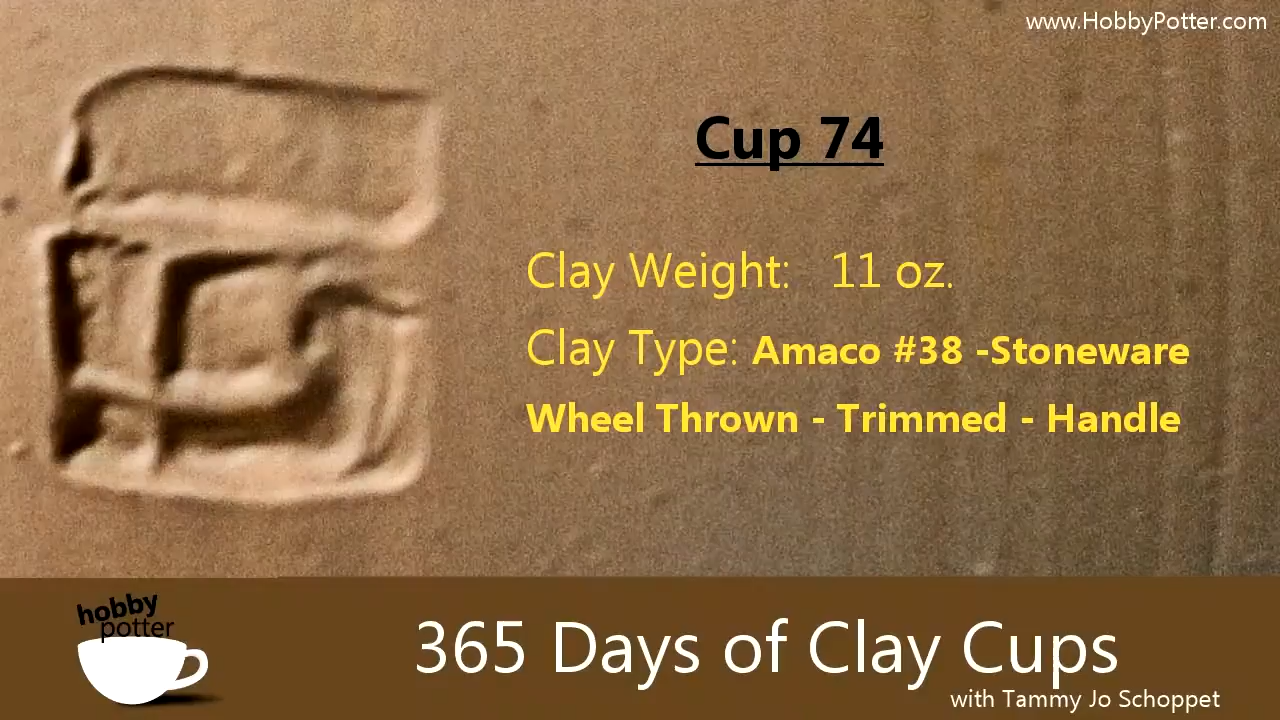 www.HobbyPotter.com
Cup 74
Clay Weight: 11 oz.
Clay Type: Amaco #38 -Stoneware
Wheel Thrown - Trimmed - Handle
hobby
potter
365 Days of Clay Cups
with Tammy Jo Schoppet